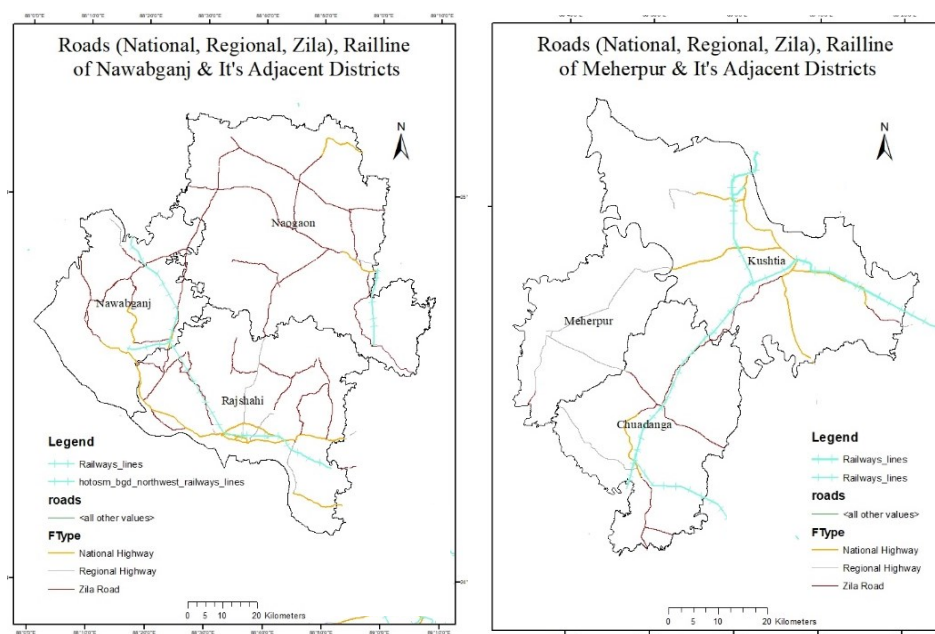 Roads (National, Regional, Zila), Railline
of Nawabganj & It's Adjacent Districts
N
Naogaon
Nawabganj
Rajshahi
Legend
Railways_lines
hotosm_bgd_northwest_railways_lines
roads
<all other values>
FType
National Highway
Regional Highway
Zila Road
0 5 10 20 Kilometers
Roads (National, Regional, Zila), Railline
of Meherpur & It's Adjacent Districts
N
Kushtia
Meherpur
Chuadanga
Legend
Railways_lines
Railways_lines
roads
<all other values>
FType
National Highway
Regional Highway
Zila Road
0 5 10 20 Kilometers